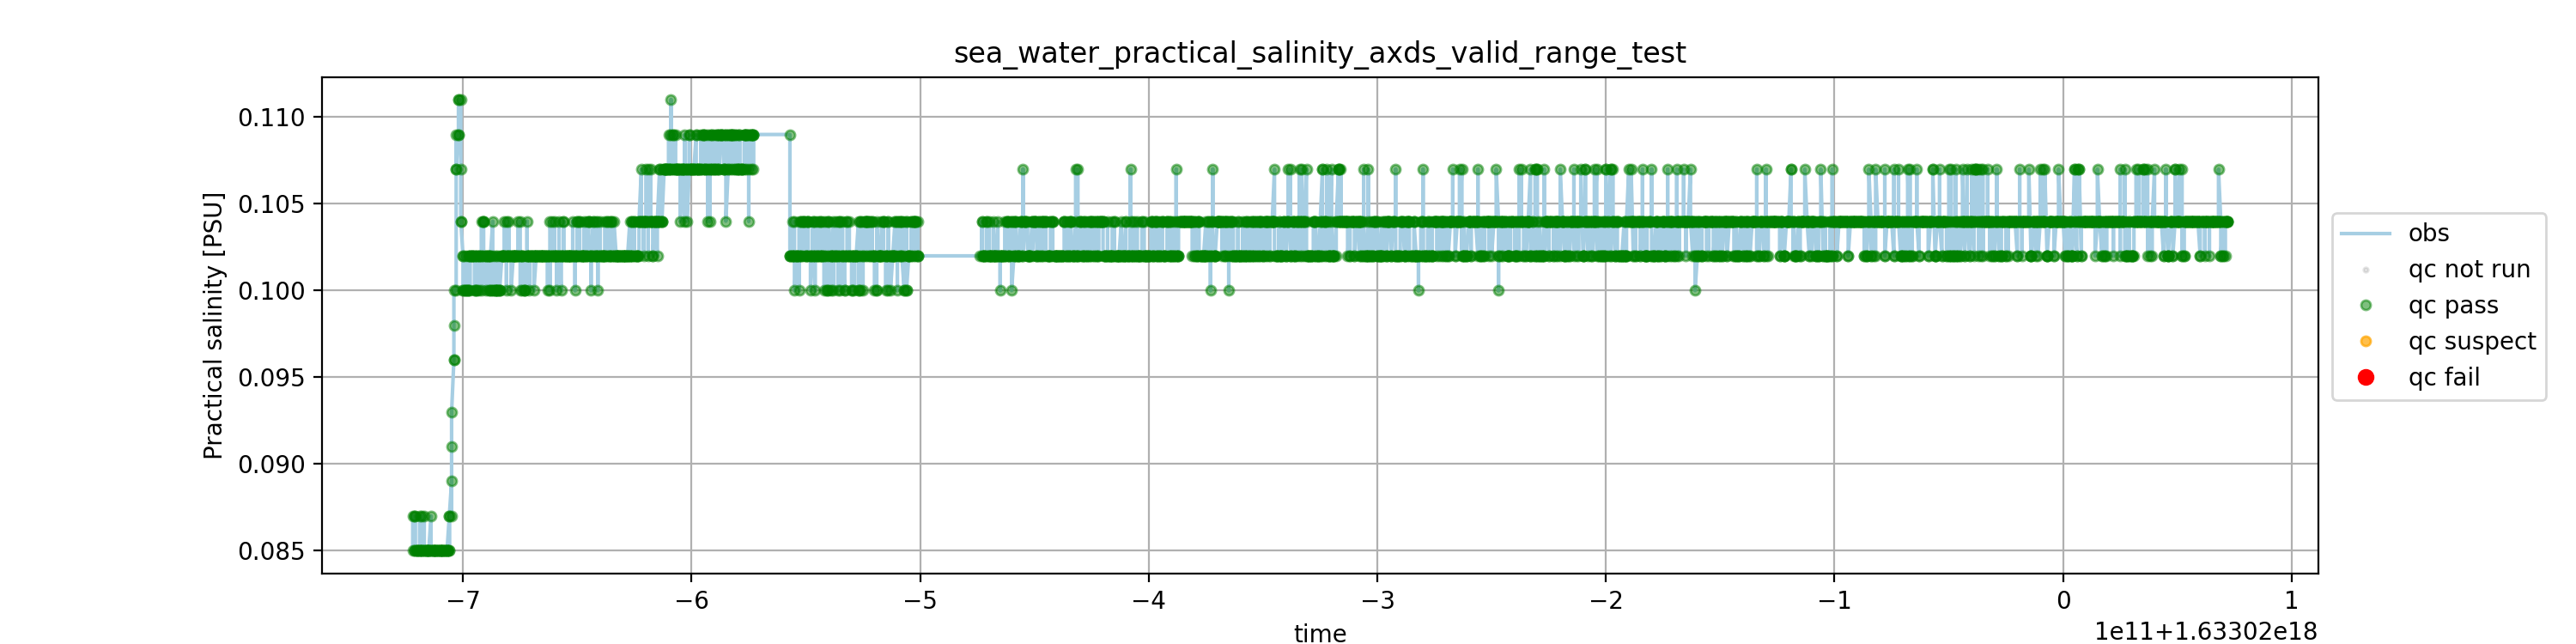 sea_water_practical_salinity_axds_valid_range_test
Practical salinity [PSU]
0.110
0.105
0.100
0.095
0.090
0.085
−7 −6 −5 −4 −3 −2 −1 0 1
time
1e11+1.63302e18
obs
qc not run
qc pass
qc suspect
qc fail